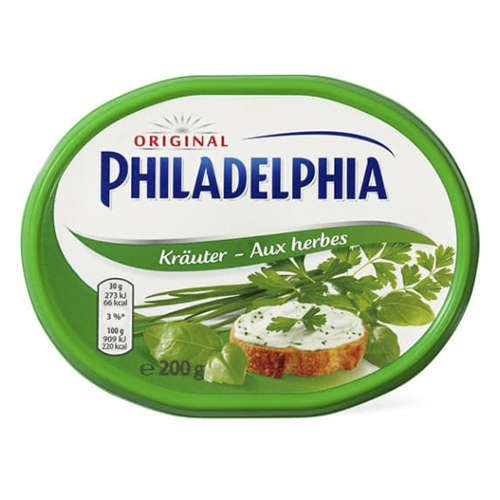 ORIGINAL
PHILADELPHIA
Kräuter - Aux herbes
30 g
273 kJ
66 kcal
3 %*
100 g
909 kJ
220 kcal
e 200 g